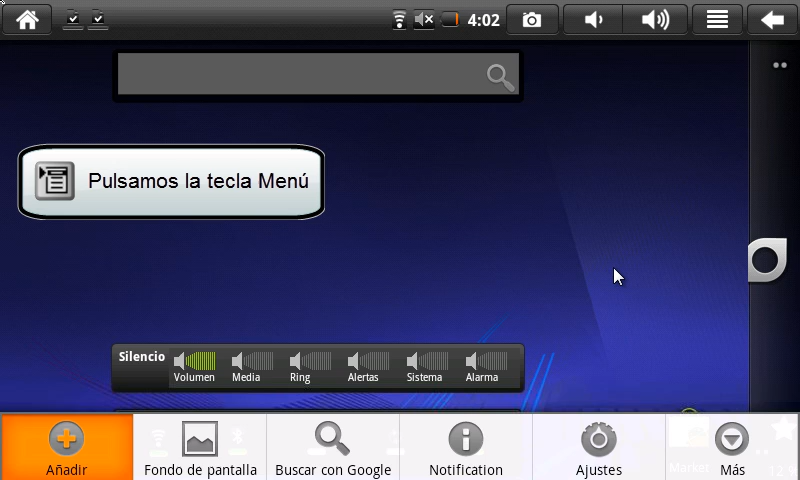 4:02
Pulsamos la tecla Menú
Silencio
Volumen Media Ring Alertas Sistema Alarma
Añadir Fondo de pantalla Buscar con Google Notification Ajustes Más
Market